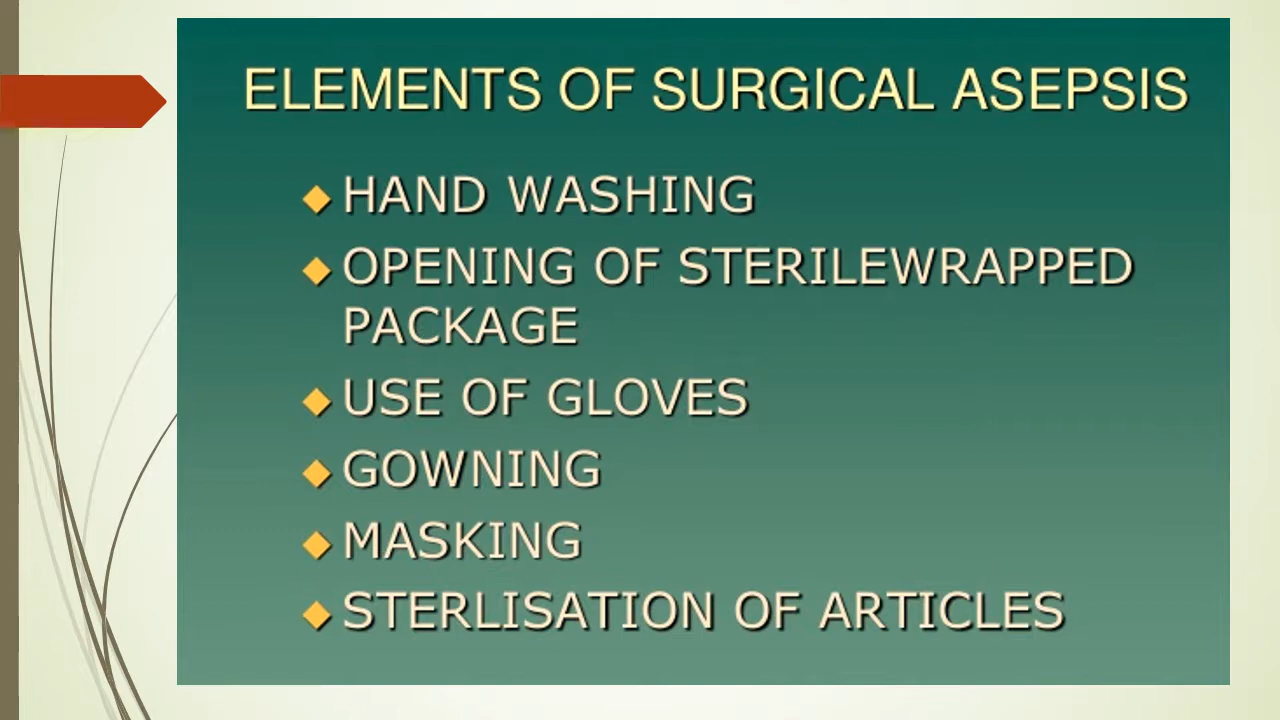 ELEMENTS OF SURGICAL ASEPSIS
HAND WASHING
OPENING OF STERILEWRAPPED
PACKAGE
USE OF GLOVES
GOWNING
MASKING
STERLISATION OF ARTICLES